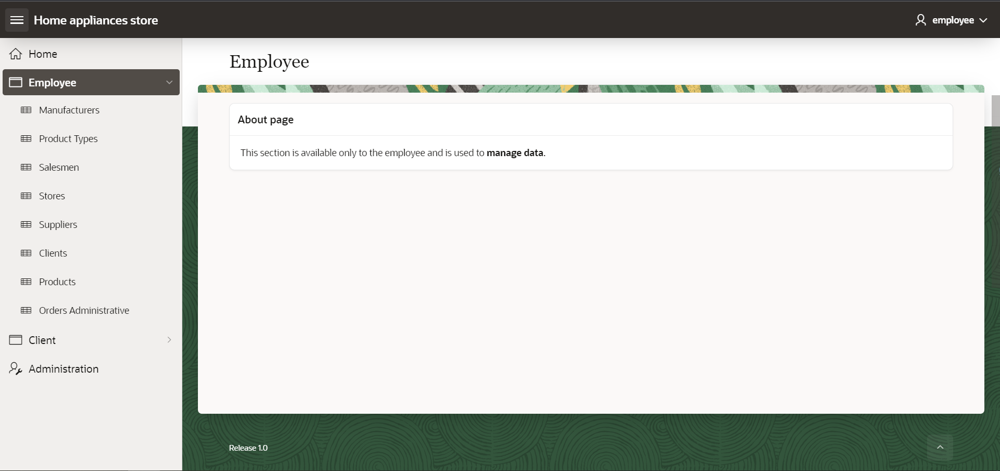 Home appliances store
employee
Home
Employee
Manufacturers
Product Types
Salesmen
Stores
Suppliers
Clients
Products
Orders Administrative
Client
Administration
Employee
About page
This section is available only to the employee and is used to manage data.
Release 1.0